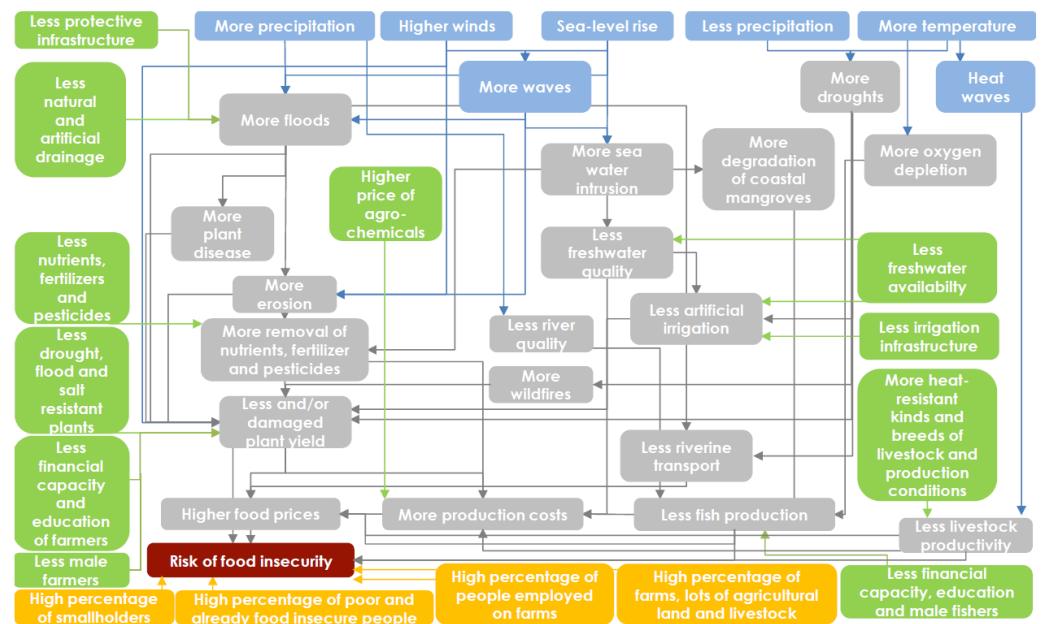 Less protective
infrastructure
More precipitation
Higher winds
Sea-level rise
Less precipitation
More temperature
Less
natural
and
artificial
drainage
More waves
More
droughts
Heat
waves
More floods
More sea
water
intrusion
More
degradation
of coastal
mangroves
More oxygen
depletion
Higher
price of
agro-
chemicals
More
plant
disease
Less
nutrients,
fertilizers
and
pesticides
Less
freshwater
quality
Less
freshwater
availabilty
More
erosion
Less artificial
irrigation
More removal of
nutrients, fertilizer
and pesticides
Less river
quality
Less irrigation
infrastructure
Less
drought,
flood and
salt
resistant
plants
More
wildfires
More heat-
resistant
kinds and
breeds of
livestock and
production
conditions
Less and/or
damaged
plant yield
Less riverine
transport
Less
financial
capacity
and
education
of farmers
Higher food prices
More production costs
Less fish production
Less livestock
productivity
Less male
farmers
Risk of food insecurity
High percentage
of smallholders
High percentage of poor and
already food insecure people
High percentage of
people employed
on farms
High percentage of
farms, lots of agricultural
land and livestock
Less financial
capacity, education
and male fishers